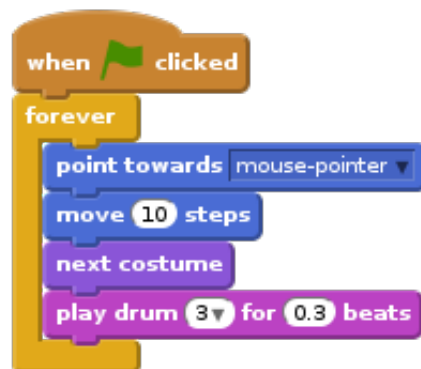 when clicked
forever
point towards mouse-pointer
move 10 steps
next costume
play drum 3 for 0.3 beats